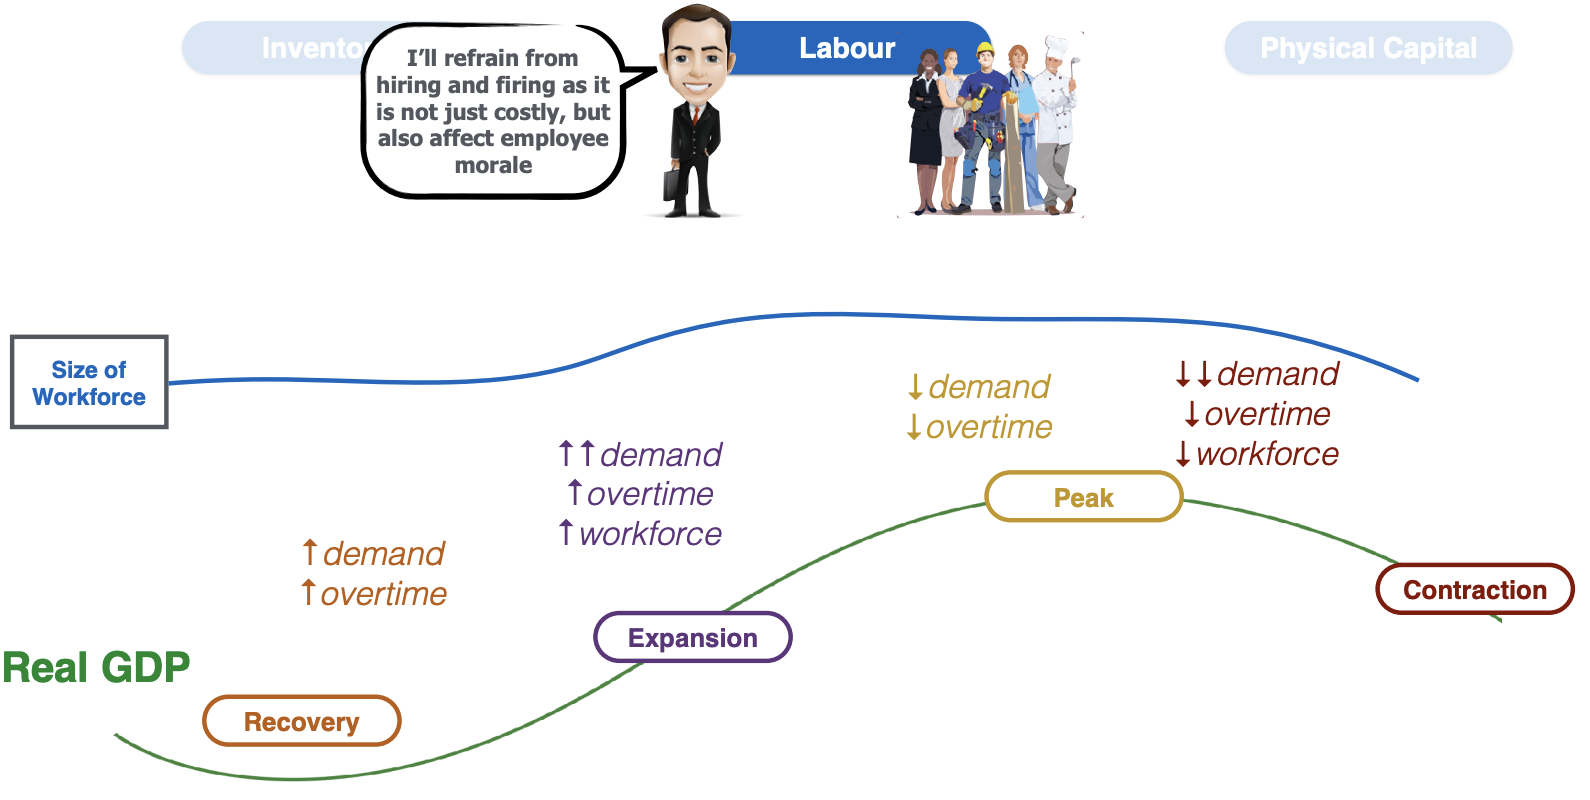 Invento
Labour
Physical Capital
I'll refrain from
hiring and firing as it
is not just costly, but
also affect employee
morale
Size of
Workforce
↓demand
↓overtime
↓↓demand
↓overtime
↓workforce
↑↑demand
↑overtime
↑workforce
Peak
↑demand
↑overtime
Contraction
Expansion
Real GDP
Recovery